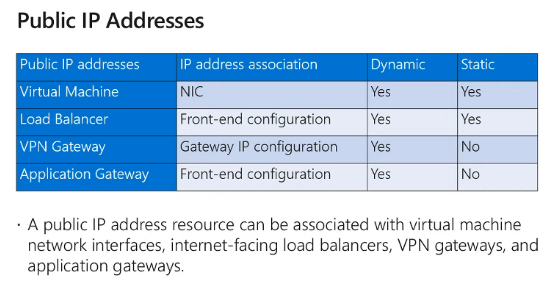 Public IP Addresses
Public IP addresses IP address association Dynamic Static
Virtual Machine NIC Yes Yes
Load Balancer Front-end configuration Yes Yes
VPN Gateway Gateway IP configuration Yes No
Application Gateway Front-end configuration Yes No
· A public IP address resource can be associated with virtual machine
network interfaces, internet-facing load balancers, VPN gateways, and
application gateways.